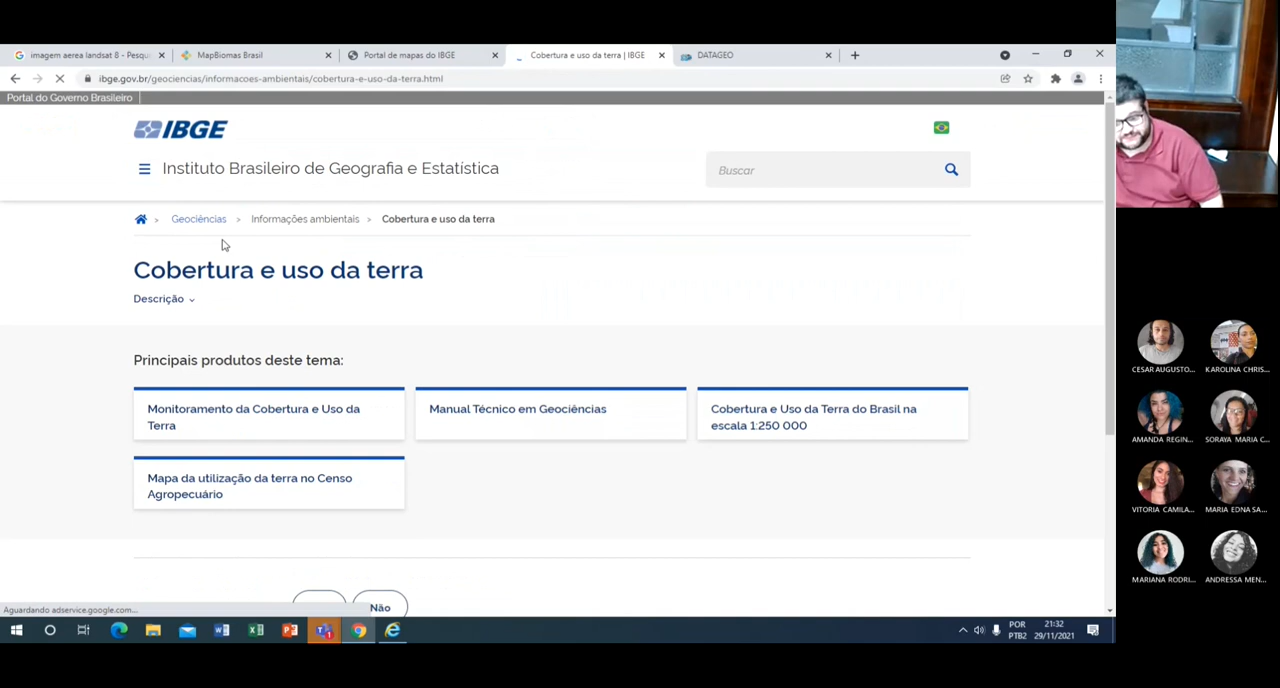 imagem aerea landsat 8 - Pesqu
MapBiomas Brasil
Portal de mapas do IBGE
Cobertura e uso da terra | IBGE
DATAGEO
ibge.gov.br/geociencias/informacoes-ambientais/cobertura-e-uso-da-terra.html
Portal do Governo Brasileiro
IBGE
Instituto Brasileiro de Geografia e Estatística
Buscar
Geociências > Informações ambientais > Cobertura e uso da terra
Cobertura e uso da terra
Descrição
Principais produtos deste tema:
Monitoramento da Cobertura e Uso da
Terra
Manual Técnico em Geociências
Cobertura e Uso da Terra do Brasil na
escala 1:250 000
Mapa da utilização da terra no Censo
Agropecuário
Não
Aguardando adservice.google.com...
POR
PTB2
21:32
29/11/2021
CESAR AUGUSTO...
KAROLINA CHRIS...
AMANDA REGIN...
SORAYA MARIA C...
VITORIA CAMILA...
MARIA EDNA SA...
MARIANA RODRI...
ANDRESSA MEN...